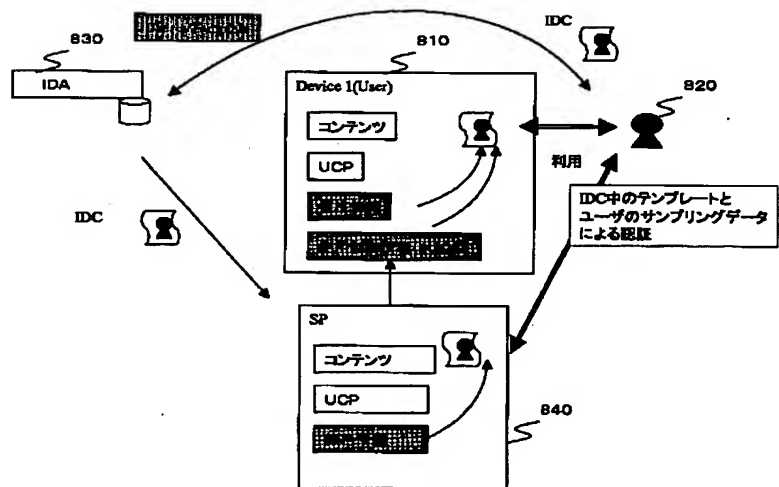 830
IDA
IDC
810
Device 1(User)
コンテンツ
UCP
820
利用
IDC中のテンプレートと
ユーザのサンプリングデータ
による認証
IDC
SP
コンテンツ
UCP
840